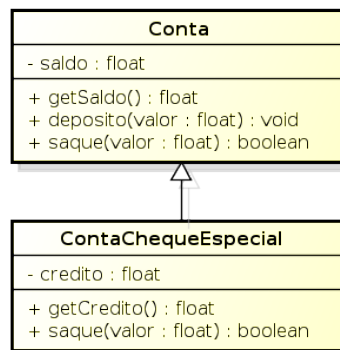 Conta
- saldo : float
+ getSaldo() : float
+ deposito(valor : float) : void
+ saque(valor : float) : boolean
ContaChequeEspecial
- credito : float
+ getCredito() : float
+ saque(valor : float) : boolean